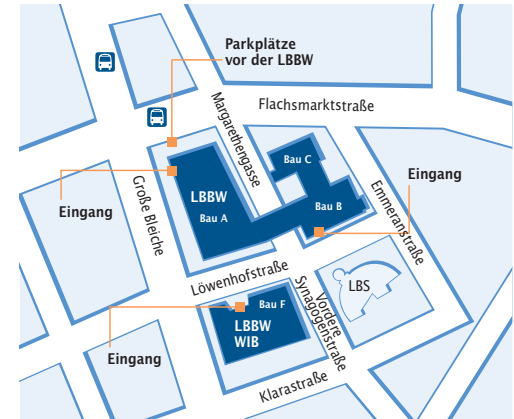 Parkplätze
vor der LBBW
Flachsmarktstraße
Margarethengasse
Bau C
Eingang
LBBW
Bau A
Bau B
Eingang
Große Bleiche
Emmeranstraße
Löwenhofstraße
LBS
Vordere
Synagogenstraße
Bau F
LBBW
WIB
Eingang
Klarastraße